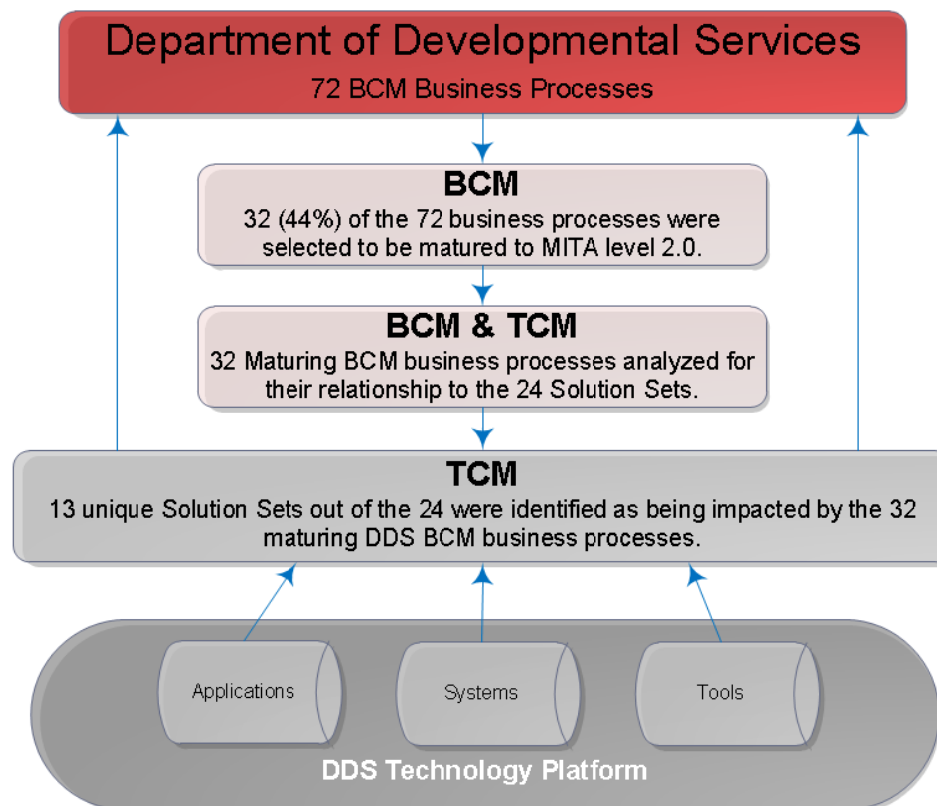 Department of Developmental Services
72 BCM Business Processes
BCM
32 (44%) of the 72 business processes were
selected to be matured to MITA level 2.0.
BCM & TCM
32 Maturing BCM business processes analyzed for
their relationship to the 24 Solution Sets.
TCM
13 unique Solution Sets out of the 24 were identified as being impacted by the 32
maturing DDS BCM business processes.
Applications
Systems
Tools
DDS Technology Platform